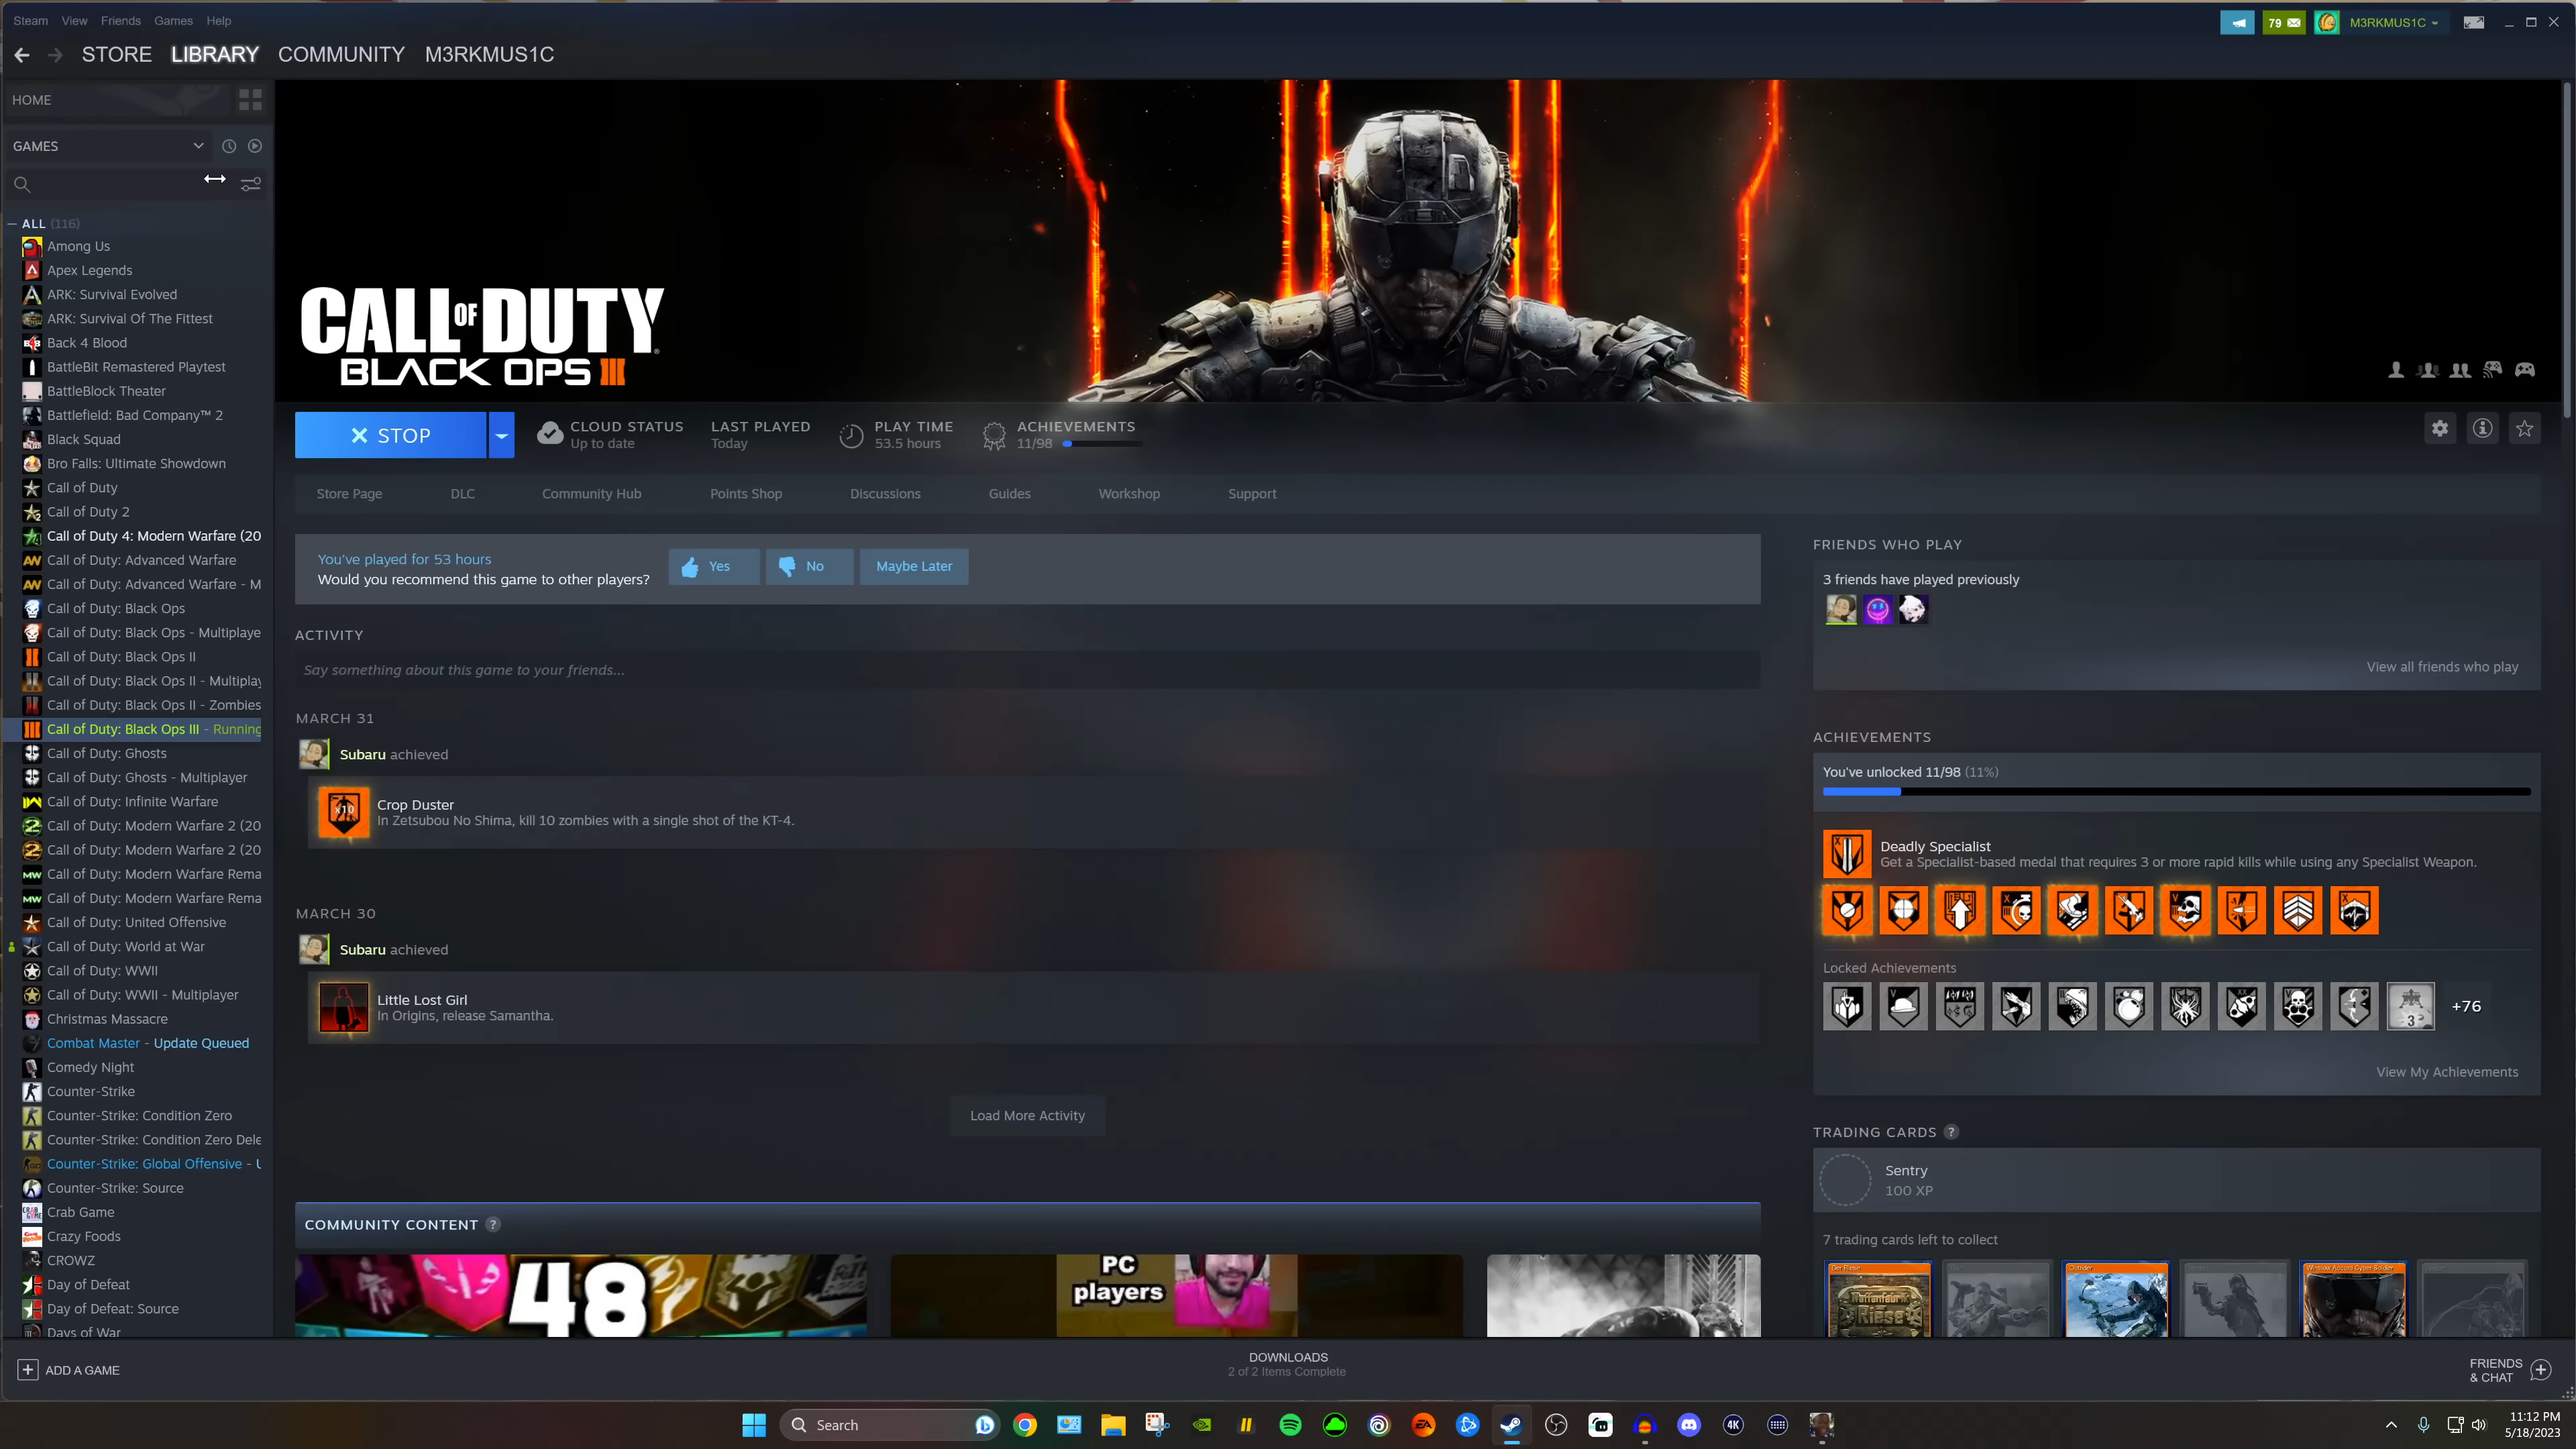 Steam View Friends Games Help
79 M3RKMUS1C
STORE LIBRARY COMMUNITY M3RKMUS1C
HOME
GAMES
ALL (116)
Among Us
Apex Legends
ARK: Survival Evolved
ARK: Survival Of The Fittest
Back 4 Blood
BattleBit Remastered Playtest
BattleBlock Theater
Battlefield: Bad Company™ 2
Black Squad
Bro Falls: Ultimate Showdown
Call of Duty
Call of Duty 2
Call of Duty 4: Modern Warfare (20
Call of Duty: Advanced Warfare
Call of Duty: Advanced Warfare - M
Call of Duty: Black Ops
Call of Duty: Black Ops - Multiplaye
Call of Duty: Black Ops II
Call of Duty: Black Ops II - Multiplay
Call of Duty: Black Ops II - Zombies
Call of Duty: Black Ops III - Running
Call of Duty: Ghosts
Call of Duty: Ghosts - Multiplayer
Call of Duty: Infinite Warfare
Call of Duty: Modern Warfare 2 (20
Call of Duty: Modern Warfare 2 (20
Call of Duty: Modern Warfare Rema
Call of Duty: Modern Warfare Rema
Call of Duty: United Offensive
Call of Duty: World at War
Call of Duty: WWII
Call of Duty: WWII - Multiplayer
Christmas Massacre
Combat Master - Update Queued
Comedy Night
Counter-Strike
Counter-Strike: Condition Zero
Counter-Strike: Condition Zero Dele
Counter-Strike: Global Offensive - U
Counter-Strike: Source
Crab Game
Crazy Foods
CROWZ
Day of Defeat
Day of Defeat: Source
Days of War
CALL OF DUTY
BLACK OPS III
STOP
CLOUD STATUS
Up to date
LAST PLAYED
Today
PLAY TIME
53.5 hours
ACHIEVEMENTS
11/98
Store Page DLC Community Hub Points Shop Discussions Guides Workshop Support
You've played for 53 hours
Would you recommend this game to other players?
Yes No Maybe Later
ACTIVITY
Say something about this game to your friends...
MARCH 31
Subaru achieved
x10
Crop Duster
In Zetsubou No Shima, kill 10 zombies with a single shot of the KT-4.
MARCH 30
Subaru achieved
Little Lost Girl
In Origins, release Samantha.
Load More Activity
COMMUNITY CONTENT ?
48
PC
players
FRIENDS WHO PLAY
3 friends have played previously
View all friends who play
ACHIEVEMENTS
You've unlocked 11/98 (11%)
Deadly Specialist
Get a Specialist-based medal that requires 3 or more rapid kills while using any Specialist Weapon.
Locked Achievements
3
+76
View My Achievements
TRADING CARDS ?
Sentry
100 XP
7 trading cards left to collect
Der Riese
Outrider
Winslow Accord Cyber Soldier
Riese
ADD A GAME
DOWNLOADS
2 of 2 Items Complete
FRIENDS
& CHAT
Search
EA
4K
11:12 PM
5/18/2023